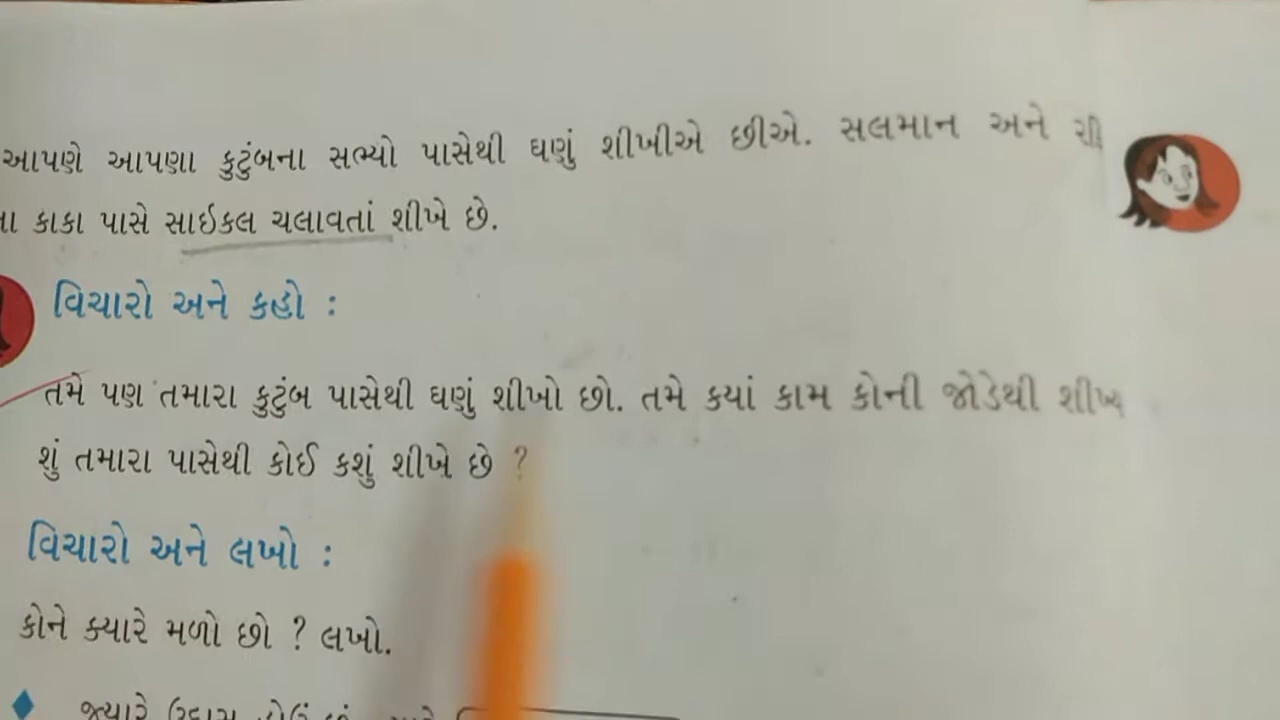 આપણે આપણા કુટુંબના સભ્યો પાસેથી ઘણું શીખીએ છીએ. સલમાન અને
કાકા પાસે સાઇકલ ચલાવતાં શીખે છે.
વિચારો અને કહો :
તમે પણ તમારા કુટુંબ પાસેથી ઘણું શીખો છો. તમે કયાં કામ કોની જોડેથી
શું તમારા પાસેથી કોઈ કશું શીખે છે ?
વિચારો અને લખો :
કોને ક્યારે મળો છો ? લખો.
જ્યારે